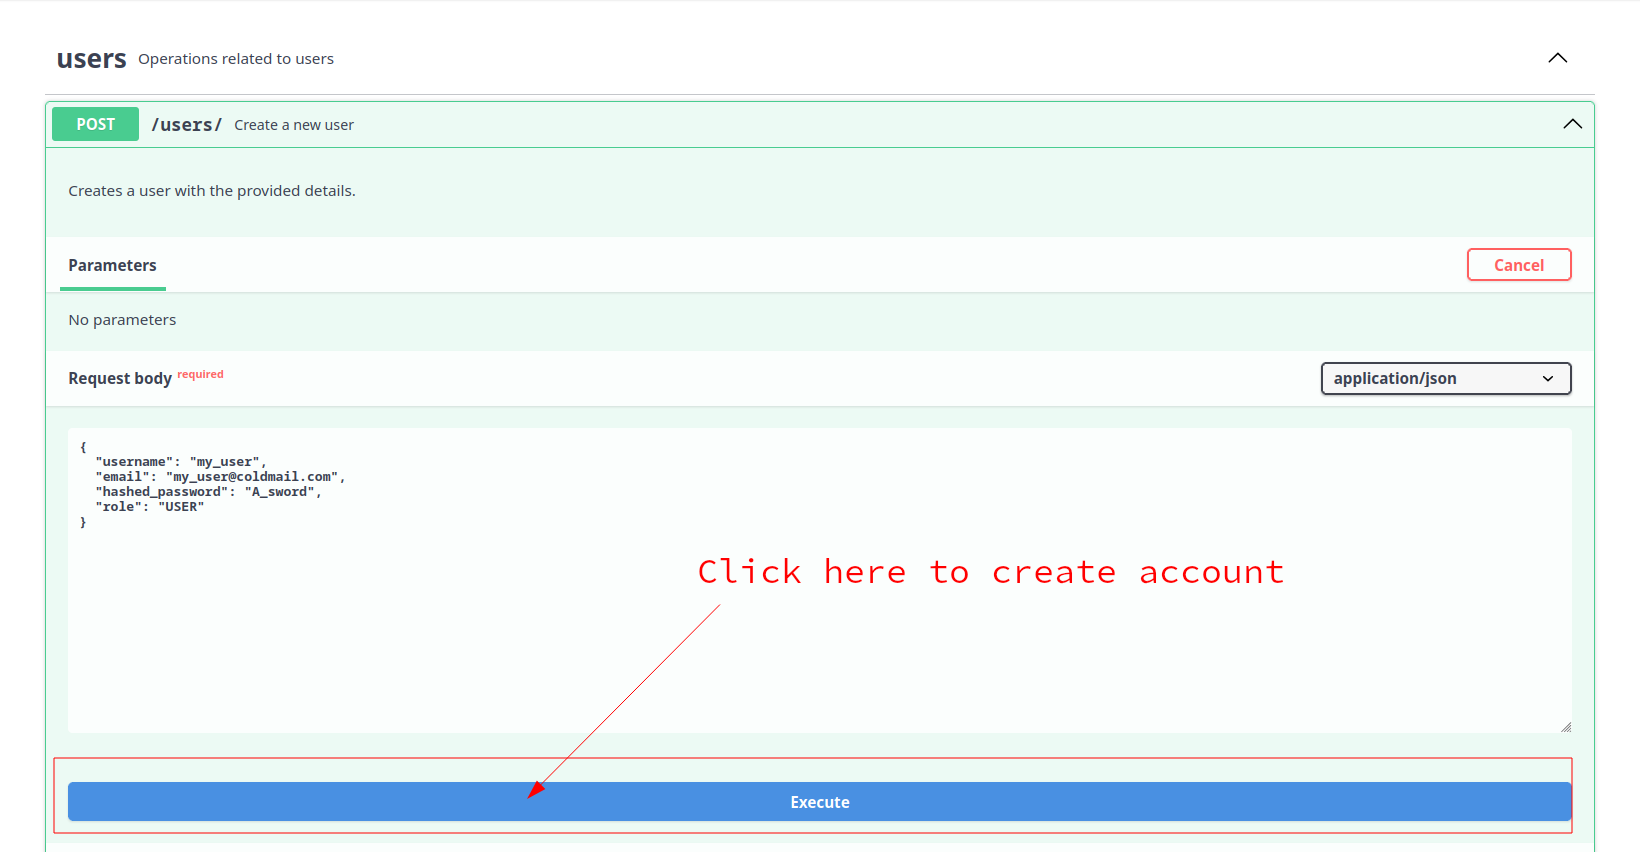 users Operations related to users
POST /users/ Create a new user
Creates a user with the provided details.
Parameters Cancel
No parameters
Request body required application/json
{
  "username": "my_user",
  "email": "my_user@coldmail.com",
  "hashed_password": "A_sword",
  "role": "USER"
}
Click here to create account
Execute